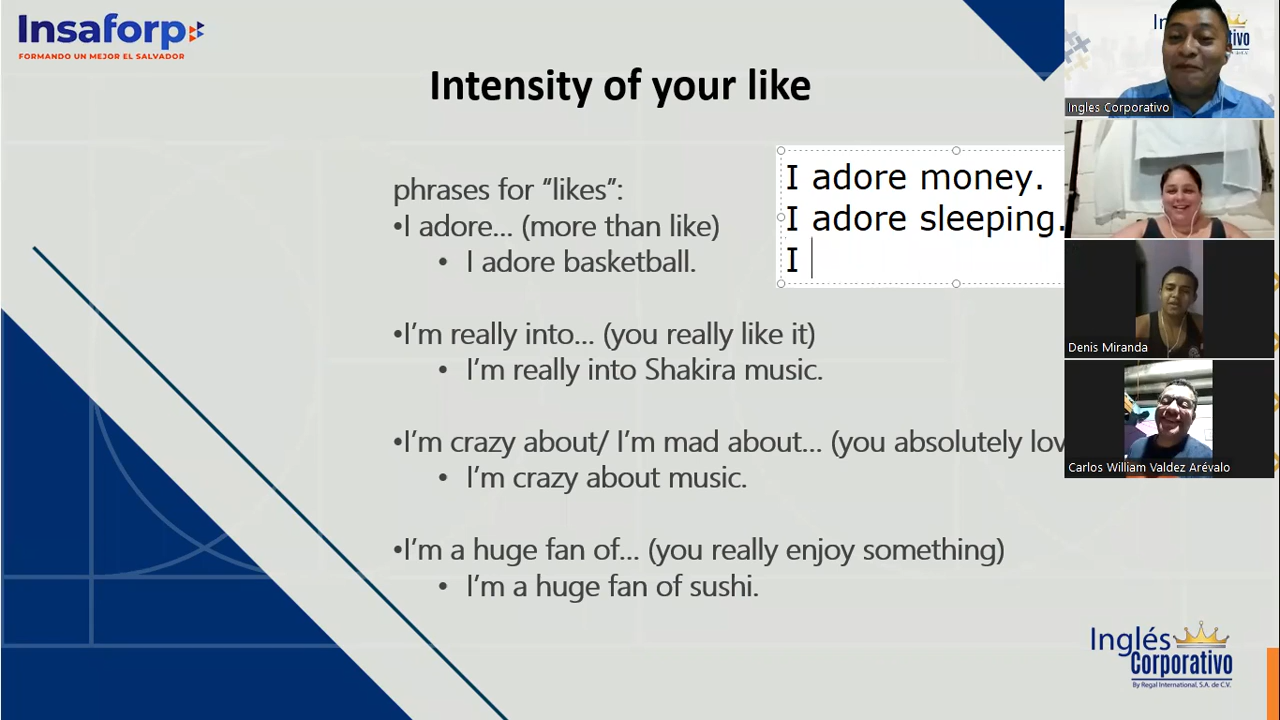 Insaforp
FORMANDO UN MEJOR EL SALVADOR
Intensity of your like
phrases for "likes":
•I adore... (more than like)
• I adore basketball.
•I'm really into... (you really like it)
• I'm really into Shakira music.
•I'm crazy about/ I'm mad about... (you absolutely lov
• I'm crazy about music.
•I'm a huge fan of... (you really enjoy something)
• I'm a huge fan of sushi.
I adore money.
I adore sleeping.
I
Ingles Corporativo
Denis Miranda
Carlos William Valdez Arévalo
Inglés
Corporativo
By Regal International, S.A. de C.V.